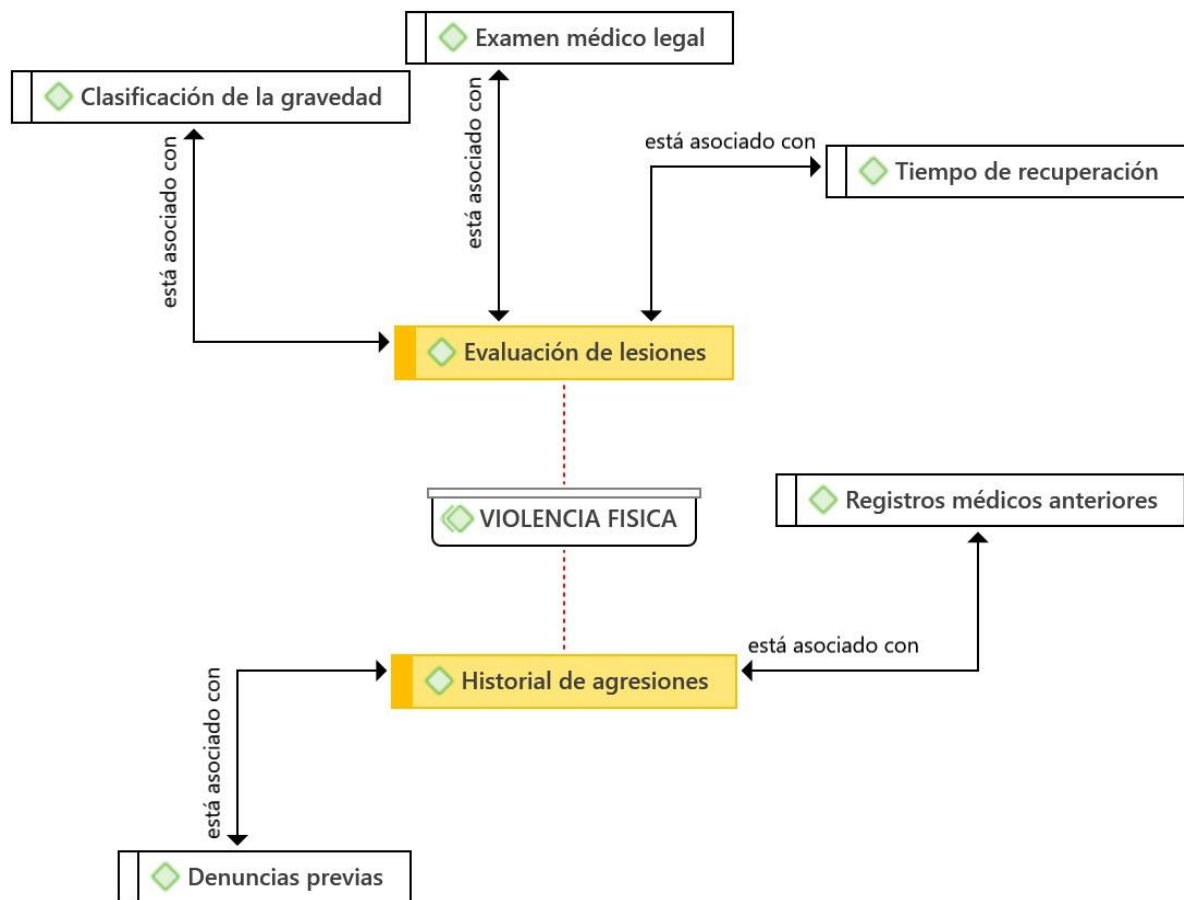 Examen médico legal
Clasificación de la gravedad
está asociado con
está asociado con
está asociado con
Tiempo de recuperación
Evaluación de lesiones
Registros médicos anteriores
VIOLENCIA FISICA
está asociado con
Historial de agresiones
está asociado con
Denuncias previas